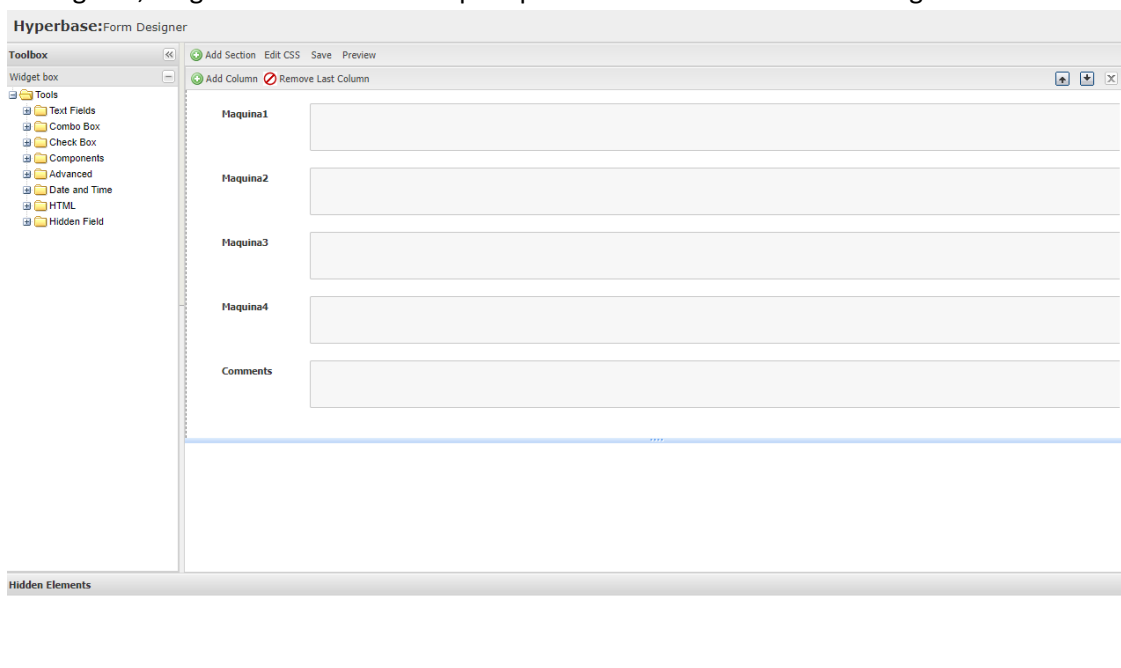 Hyperbase:Form Designer
Toolbox
Add Section Edit CSS Save Preview
Widget box
Add Column Remove Last Column
Tools
Text Fields
Combo Box
Check Box
Components
Advanced
Date and Time
HTML
Hidden Field
Maquina1
Maquina2
Maquina3
Maquina4
Comments
Hidden Elements